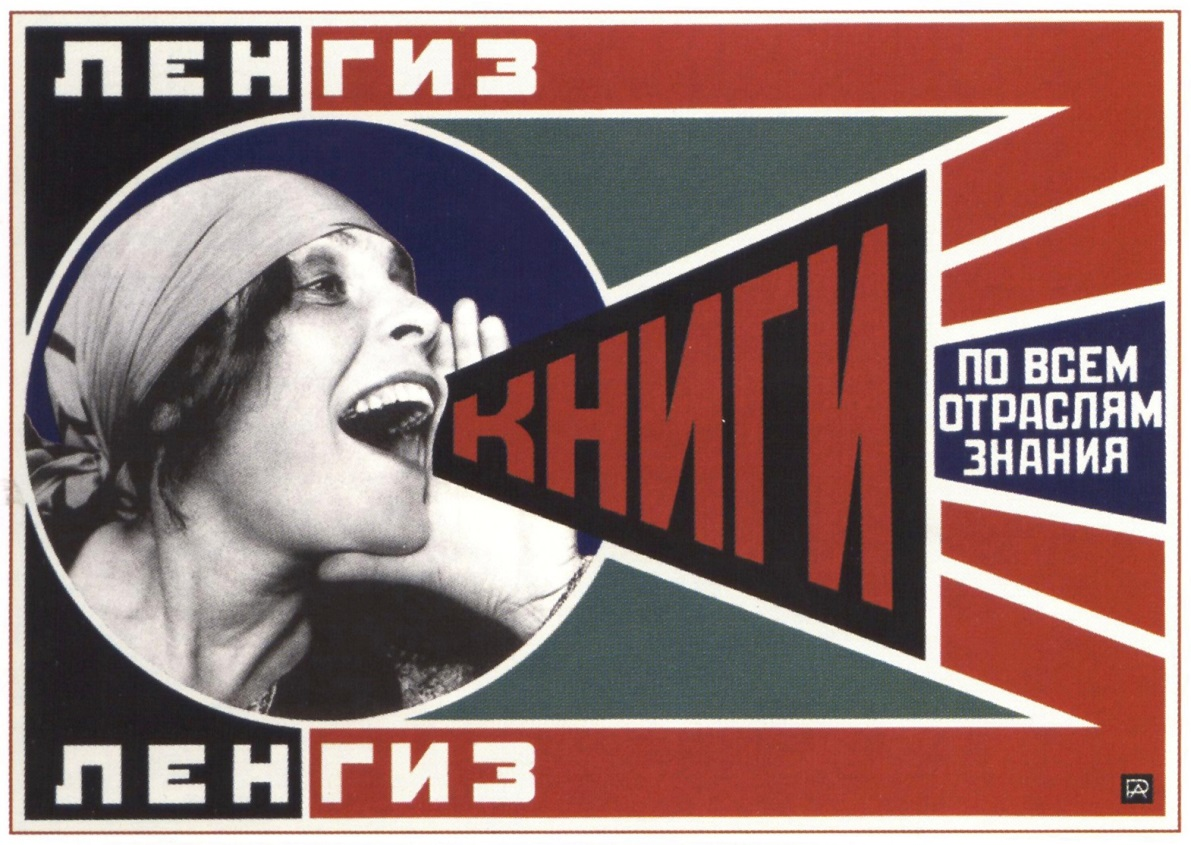 ЛЕНГИЗ
КНИГИ
ПО ВСЕМ
ОТРАСЛЯМ
ЗНАНИЯ
ЛЕНГИЗ